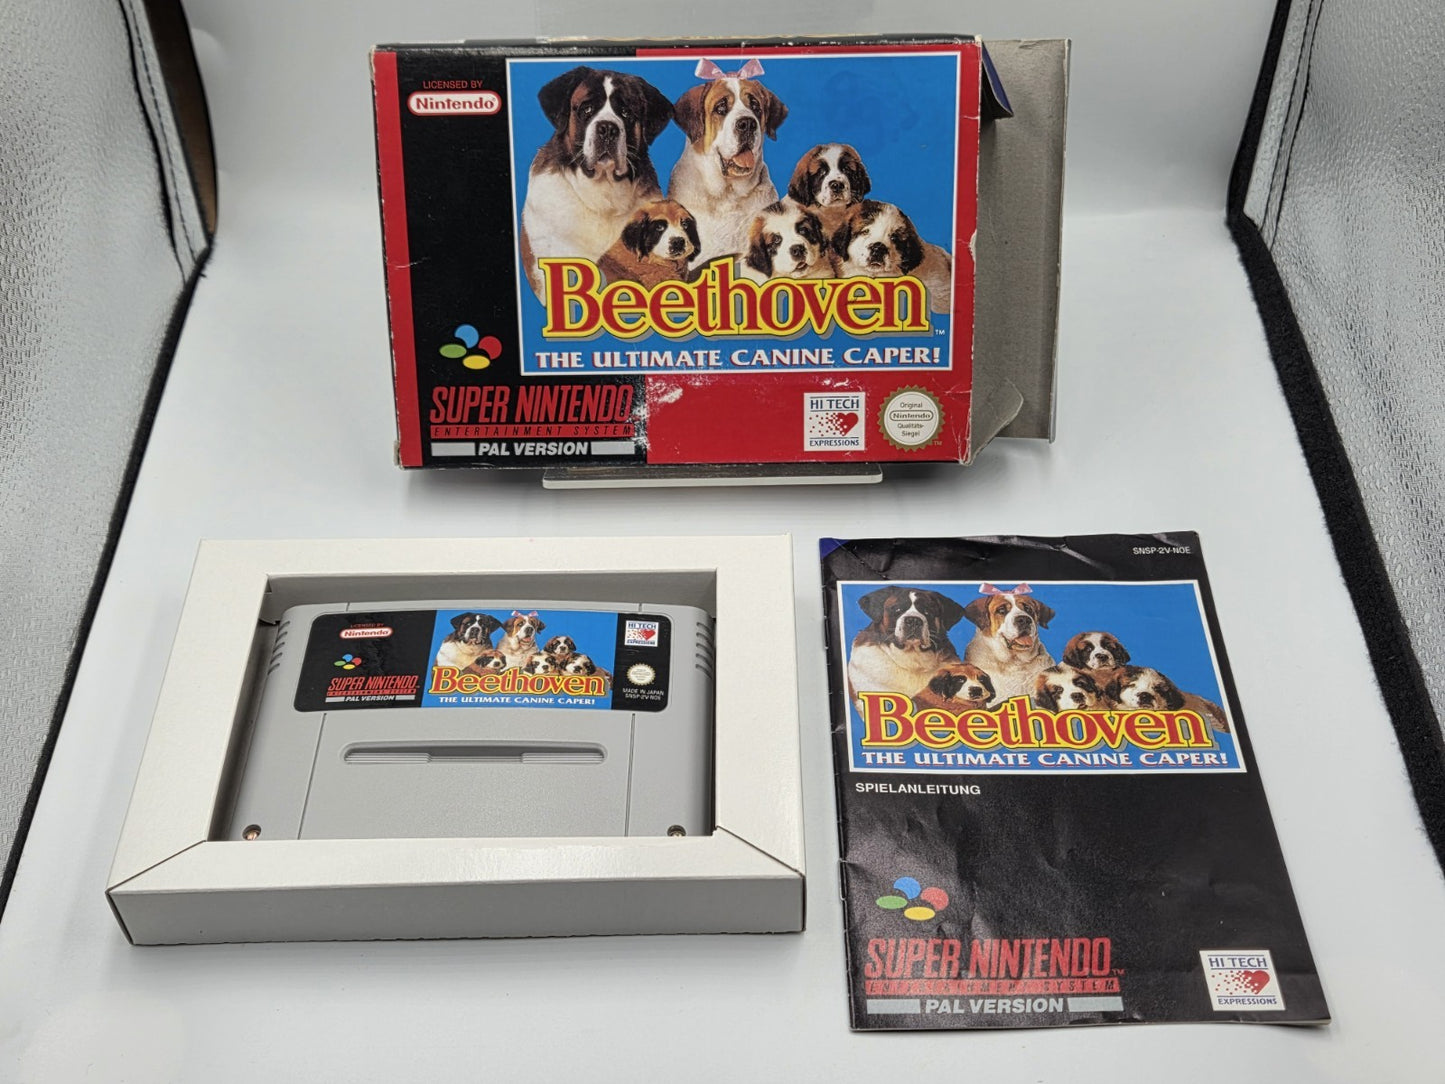 LICENSED BY
Nintendo
Beethoven™
THE ULTIMATE CANINE CAPER!
SUPER NINTENDO
ENTERTAINMENT SYSTEM
PAL VERSION
HI TECH
EXPRESSIONS
Original
Nintendo
Qualitäts-
Siegel
TM
LICENSED BY
Nintendo
SUPER NINTENDO
ENTERTAINMENT SYSTEM
PAL VERSION
Beethoven
THE ULTIMATE CANINE CAPER!
HI TECH
EXPRESSIONS
MADE IN JAPAN
SNSP-2V-NOE
SNSP-2V-NOE
Beethoven
THE ULTIMATE CANINE CAPER!
SPIELANLEITUNG
SUPER NINTENDO™
ENTERTAINMENT SYSTEM
PAL VERSION
HI TECH
EXPRESSIONS